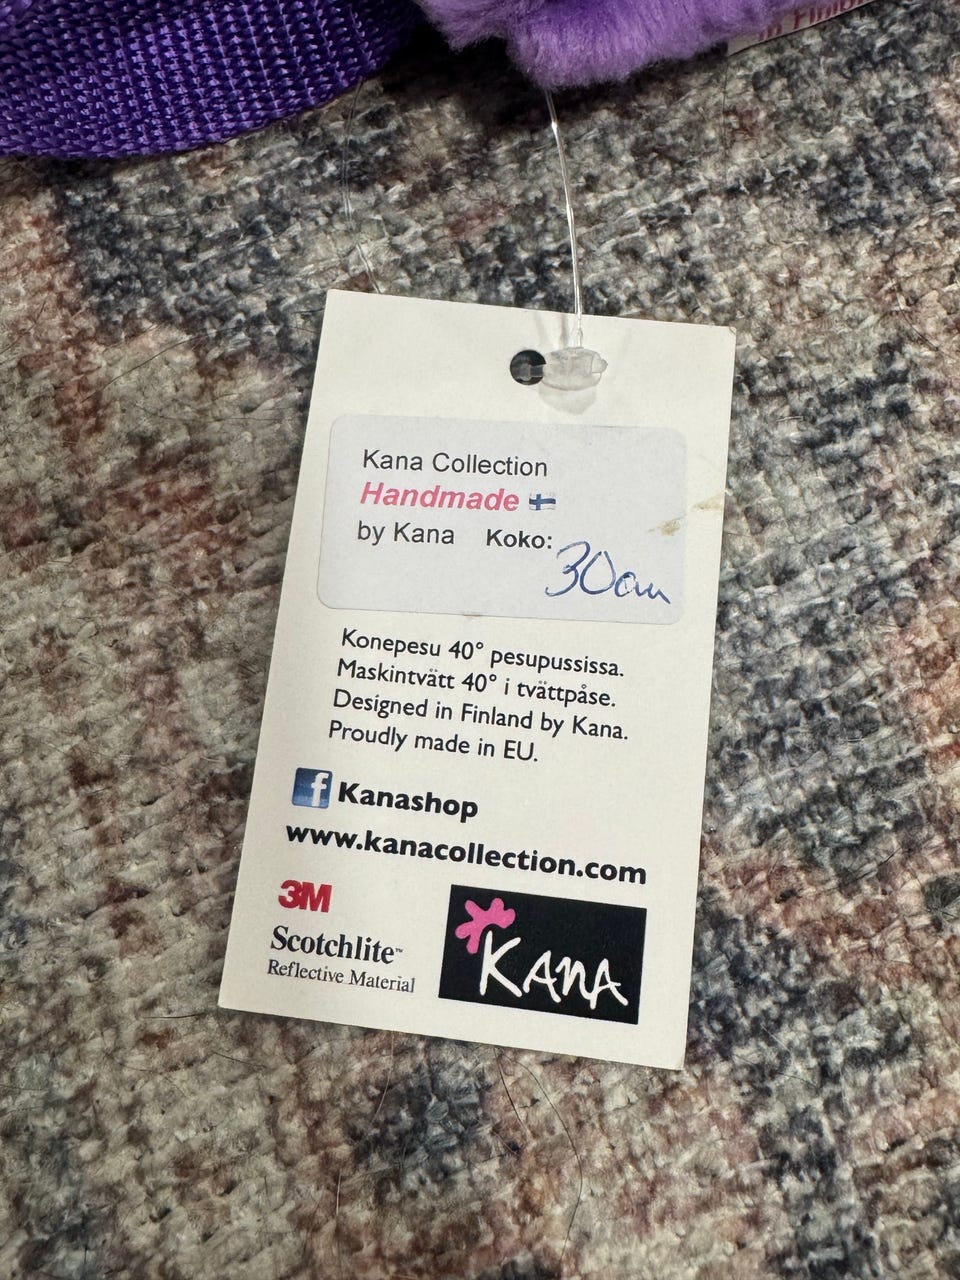 Kana Collection
Handmade
by Kana Koko: 30cm
Konepesu 40° pesupussissa.
Maskintvätt 40° i tvättpåse.
Designed in Finland by Kana.
Proudly made in EU.
f Kanashop
www.kanacollection.com
3M
Scotchlite™
Reflective Material
KANA